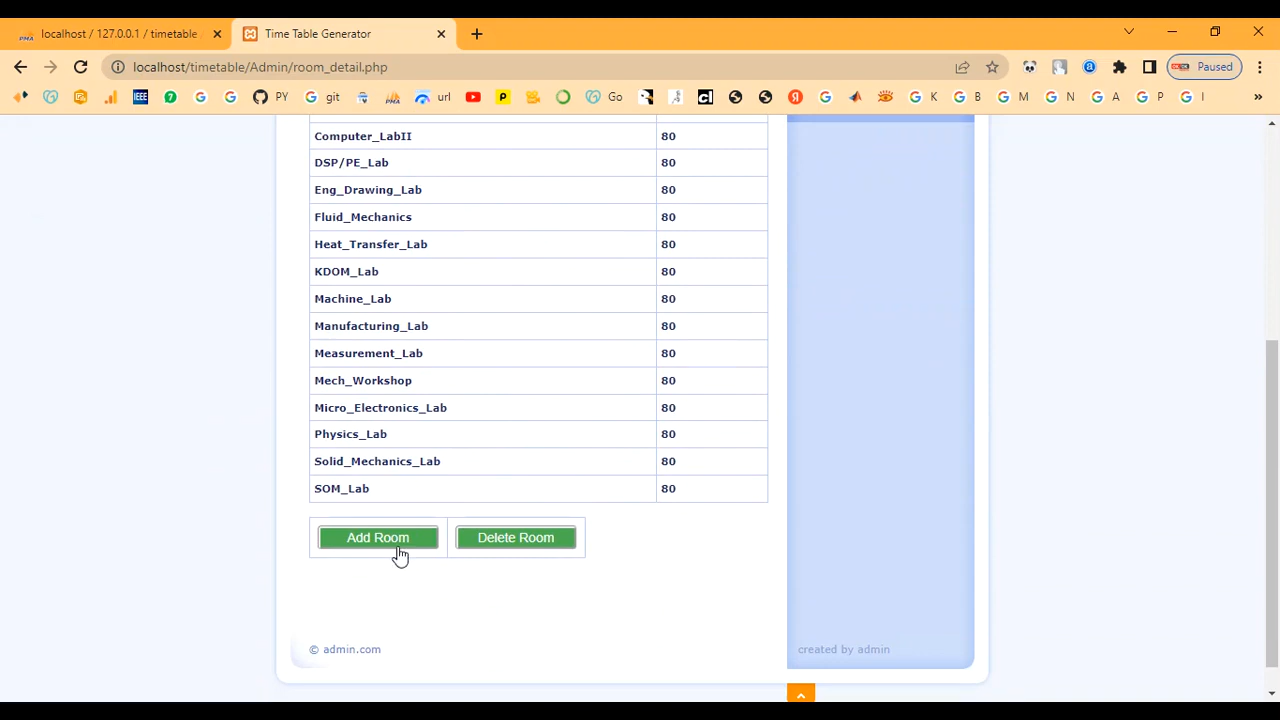 localhost / 127.0.0.1 / timetable
Time Table Generator
localhost/timetable/Admin/room_detail.php
Paused
IEEE
PY
git
url
Go
K
B
M
N
A
P
I
»
Computer_LabII 80
DSP/PE_Lab 80
Eng_Drawing_Lab 80
Fluid_Mechanics 80
Heat_Transfer_Lab 80
KDOM_Lab 80
Machine_Lab 80
Manufacturing_Lab 80
Measurement_Lab 80
Mech_Workshop 80
Micro_Electronics_Lab 80
Physics_Lab 80
Solid_Mechanics_Lab 80
SOM_Lab 80
Add Room Delete Room
© admin.com created by admin